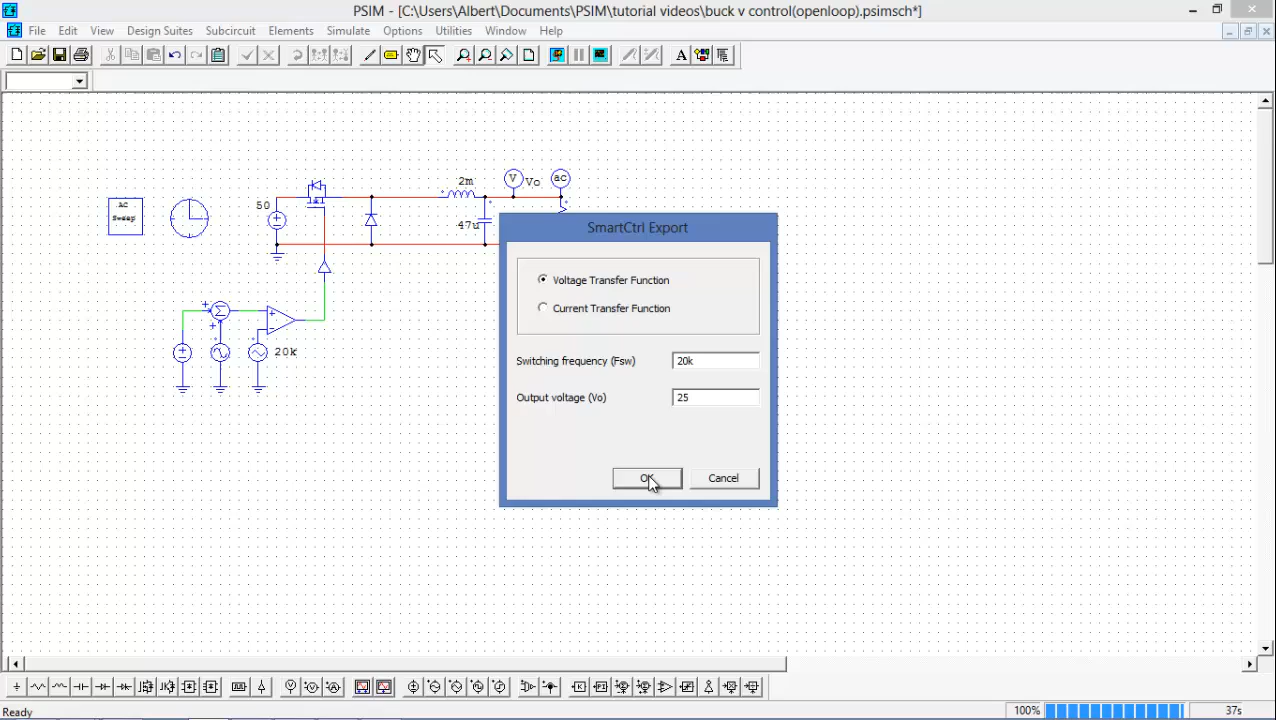 PSIM - [C:\Users\Albert\Documents\PSIM\tutorial videos\buck v control(openloop).psimsch*]
File Edit View Design Suites Subcircuit Elements Simulate Options Utilities Window Help
A
2m
V Vo ac
AC
Sweep
50
47u
20k
SmartCtrl Export
Voltage Transfer Function
Current Transfer Function
Switching frequency (Fsw) 20k
Output voltage (Vo) 25
Cancel
Ready 100% 37s